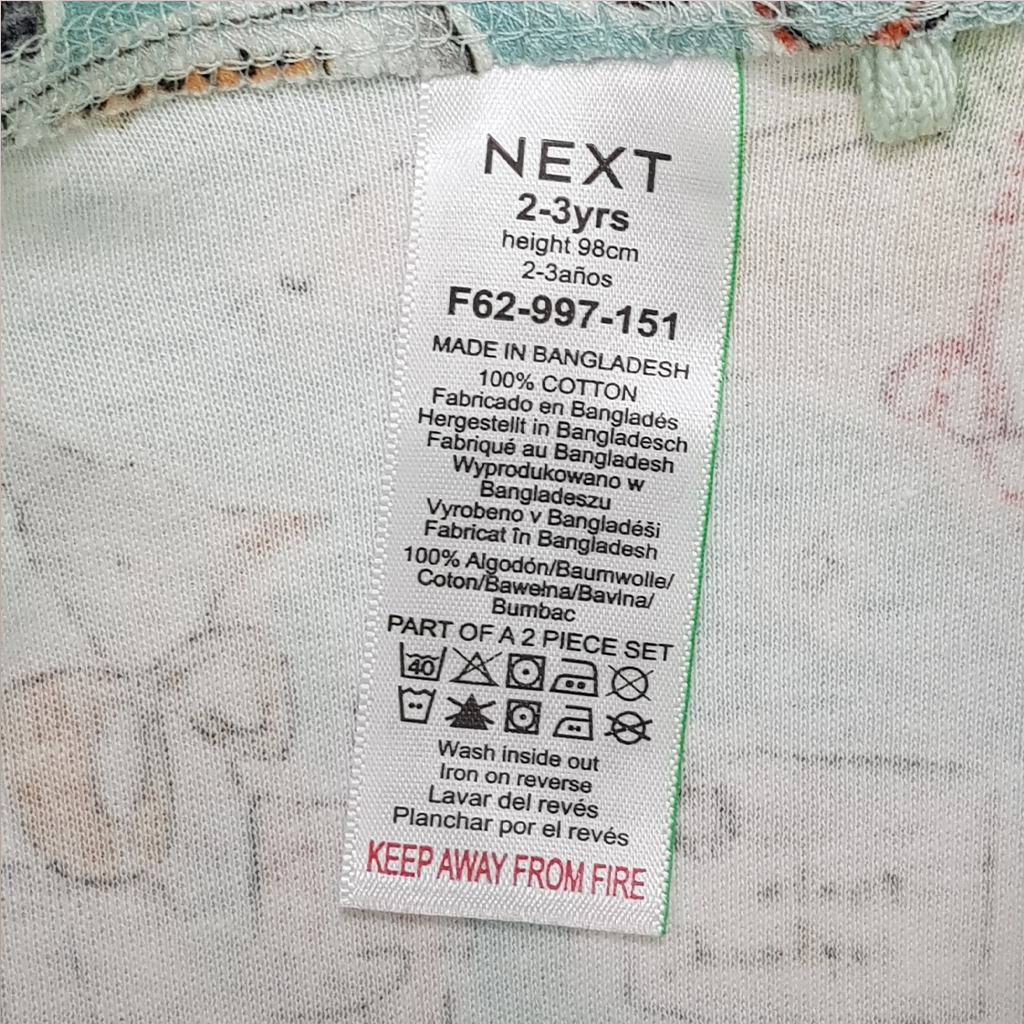 NEXT
2-3yrs
height 98cm
2-3años
F62-997-151
MADE IN BANGLADESH
100% COTTON
Fabricado en Bangladés
Hergestellt in Bangladesch
Fabriqué au Bangladesh
Wyprodukowano w
Bangladeszu
Vyrobeno v Bangladéši
Fabricat în Bangladesh
100% Algodón/Baumwolle/
Coton/Bawełna/Bavlna/
Bumbac
PART OF A 2 PIECE SET
40
Wash inside out
Iron on reverse
Lavar del revés
Planchar por el revés
KEEP AWAY FROM FIRE